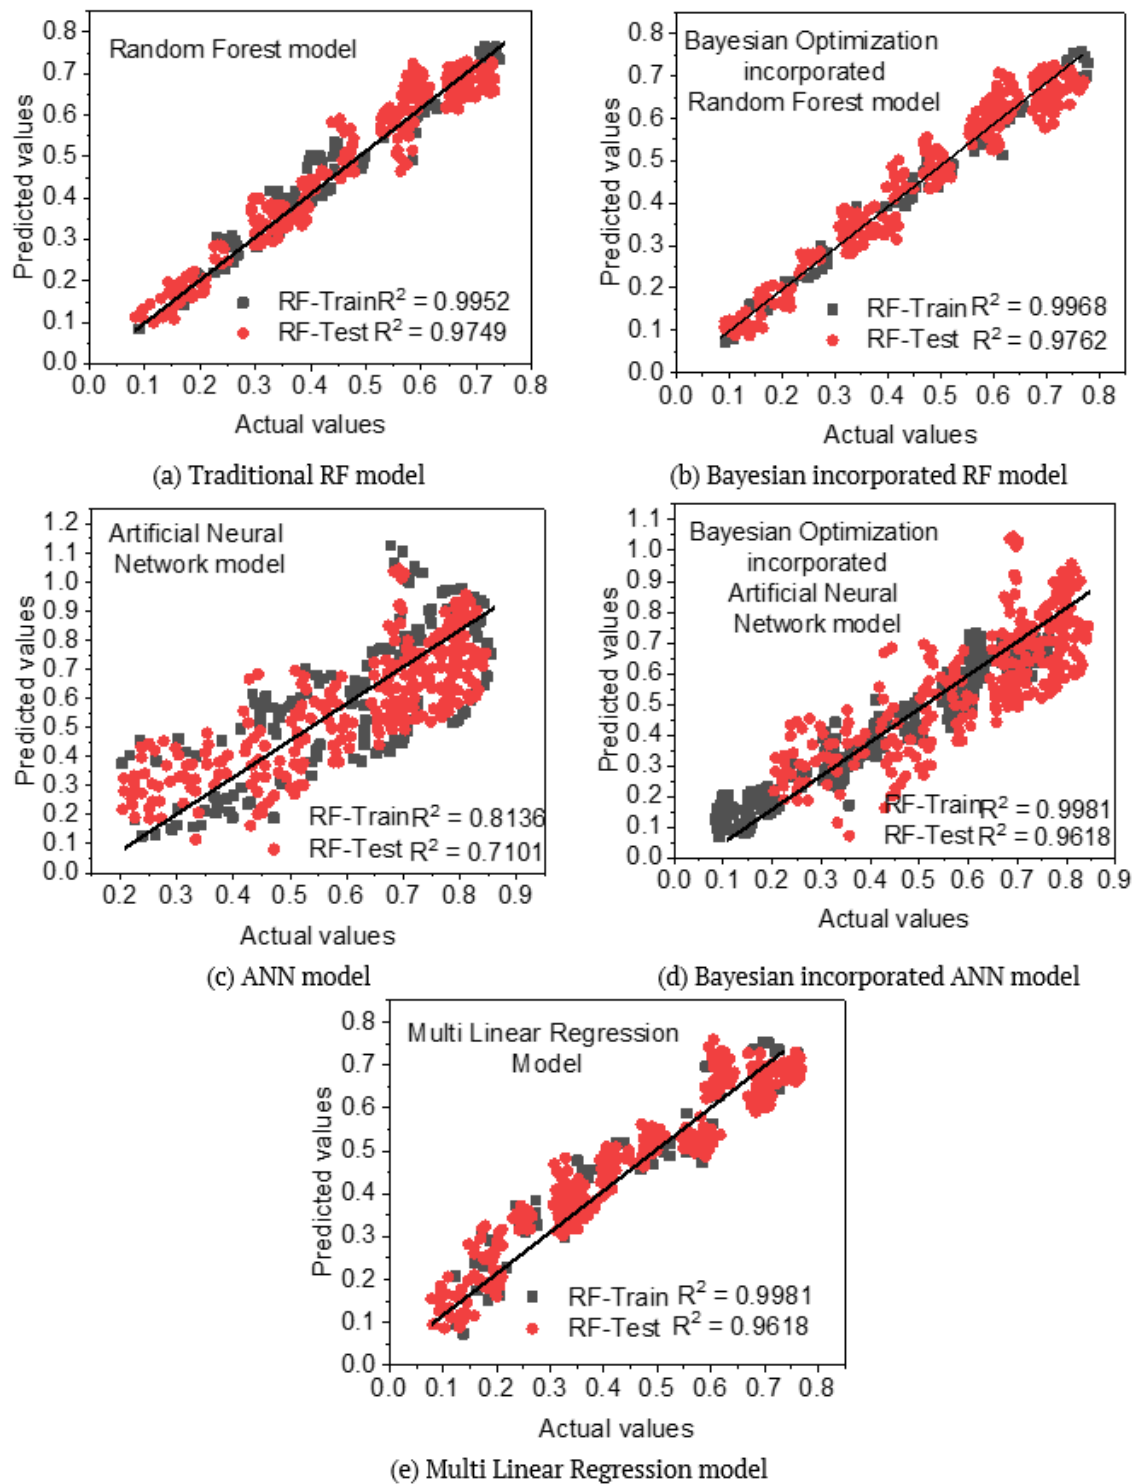 Random Forest model
Predicted values
0.8
0.7
0.6
0.5
0.4
0.3
0.2
0.1
0.0
RF-Train R² = 0.9952
RF-Test R² = 0.9749
0.0 0.1 0.2 0.3 0.4 0.5 0.6 0.7 0.8
Actual values
(a) Traditional RF model
Bayesian Optimization
incorporated
Random Forest model
Predicted values
0.8
0.7
0.6
0.5
0.4
0.3
0.2
0.1
0.0
RF-Train R² = 0.9968
RF-Test R² = 0.9762
0.0 0.1 0.2 0.3 0.4 0.5 0.6 0.7 0.8
Actual values
(b) Bayesian incorporated RF model
Artificial Neural
Network model
Predicted values
1.2
1.1
1.0
0.9
0.8
0.7
0.6
0.5
0.4
0.3
0.2
0.1
0.0
RF-Train R² = 0.8136
RF-Test R² = 0.7101
0.2 0.3 0.4 0.5 0.6 0.7 0.8 0.9
Actual values
(c) ANN model
Bayesian Optimization
incorporated
Artificial Neural
Network model
Predicted values
1.1
1.0
0.9
0.8
0.7
0.6
0.5
0.4
0.3
0.2
0.1
0.0
RF-Train R² = 0.9981
RF-Test R² = 0.9618
0.0 0.1 0.2 0.3 0.4 0.5 0.6 0.7 0.8 0.9
Actual values
(d) Bayesian incorporated ANN model
Multi Linear Regression
Model
Predicted values
0.8
0.7
0.6
0.5
0.4
0.3
0.2
0.1
0.0
RF-Train R² = 0.9981
RF-Test R² = 0.9618
0.0 0.1 0.2 0.3 0.4 0.5 0.6 0.7 0.8
Actual values
(e) Multi Linear Regression model